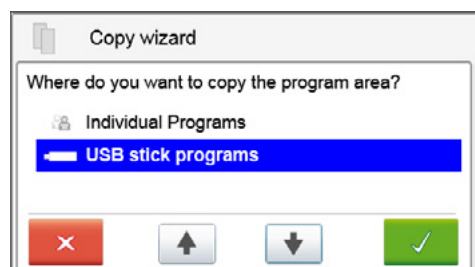 Copy wizard
Where do you want to copy the program area?
Individual Programs
USB stick programs